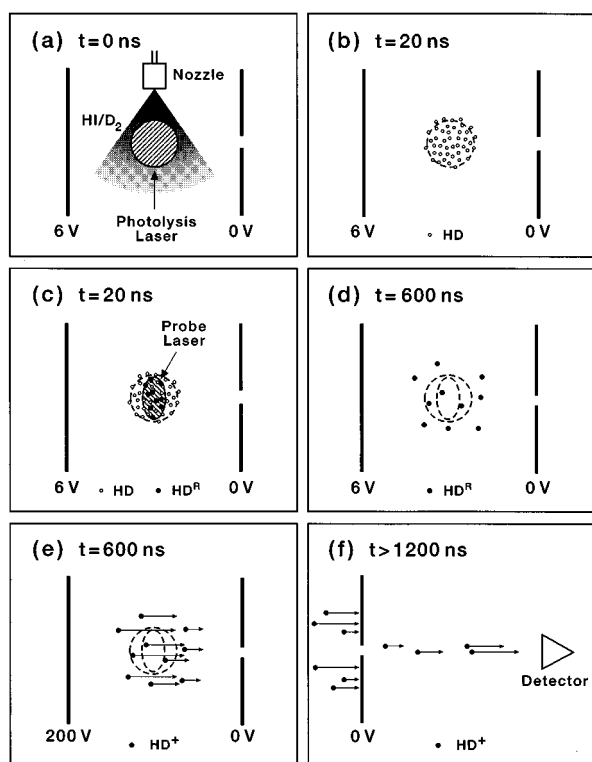 (a) t=0 ns
Nozzle
HI/D₂
Photolysis
Laser
6 V
0 V
(b) t=20 ns
6 V
HD
0 V
(c) t=20 ns
Probe
Laser
6 V
HD
HDᴿ
0 V
(d) t=600 ns
6 V
HDᴿ
0 V
(e) t=600 ns
200 V
HD⁺
0 V
(f) t>1200 ns
Detector
0 V
HD⁺